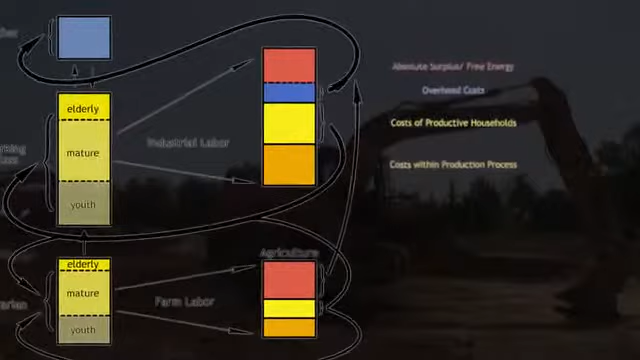 elderly
mature
youth
Industrial Labor
Absolute Surplus/ Free Energy
Overhead Costs
Costs of Productive Households
Costs within Production Process
Agriculture
elderly
mature
youth
Farm Labor